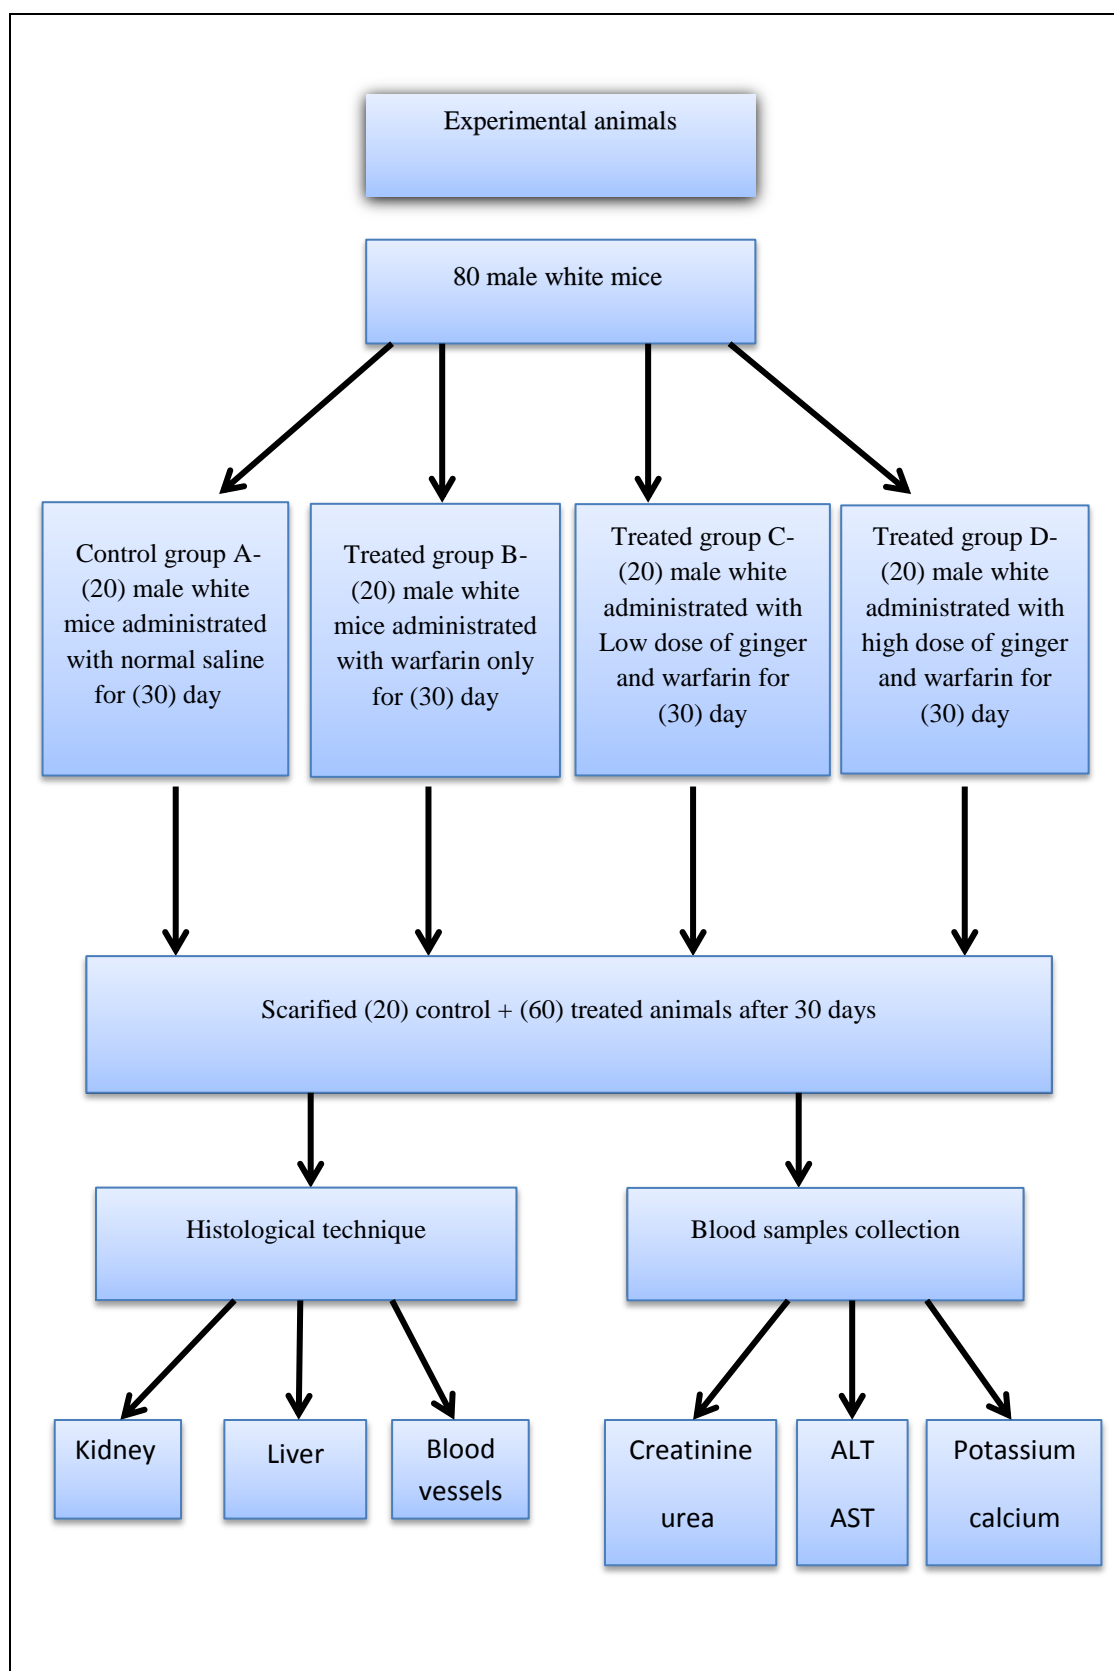 Experimental animals
80 male white mice
Control group A-
(20) male white
mice administrated
with normal saline
for (30) day
Treated group B-
(20) male white
mice administrated
with warfarin only
for (30) day
Treated group C-
(20) male white
administrated with
Low dose of ginger
and warfarin for
(30) day
Treated group D-
(20) male white
administrated with
high dose of ginger
and warfarin for
(30) day
Scarified (20) control + (60) treated animals after 30 days
Histological technique
Blood samples collection
Kidney
Liver
Blood
vessels
Creatinine
urea
ALT
AST
Potassium
calcium